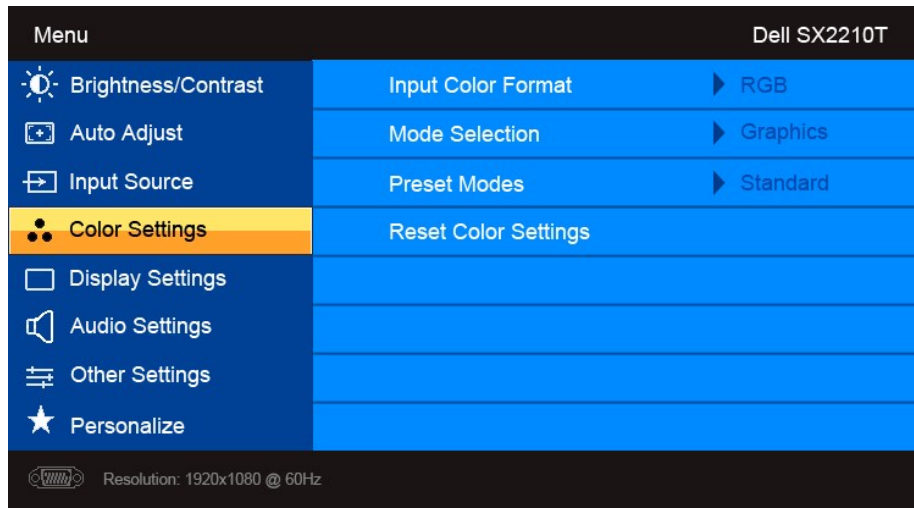 Menu Dell SX2210T
Brightness/Contrast Input Color Format RGB
Auto Adjust Mode Selection Graphics
Input Source Preset Modes Standard
Color Settings Reset Color Settings
Display Settings
Audio Settings
Other Settings
Personalize
Resolution: 1920x1080 @ 60Hz